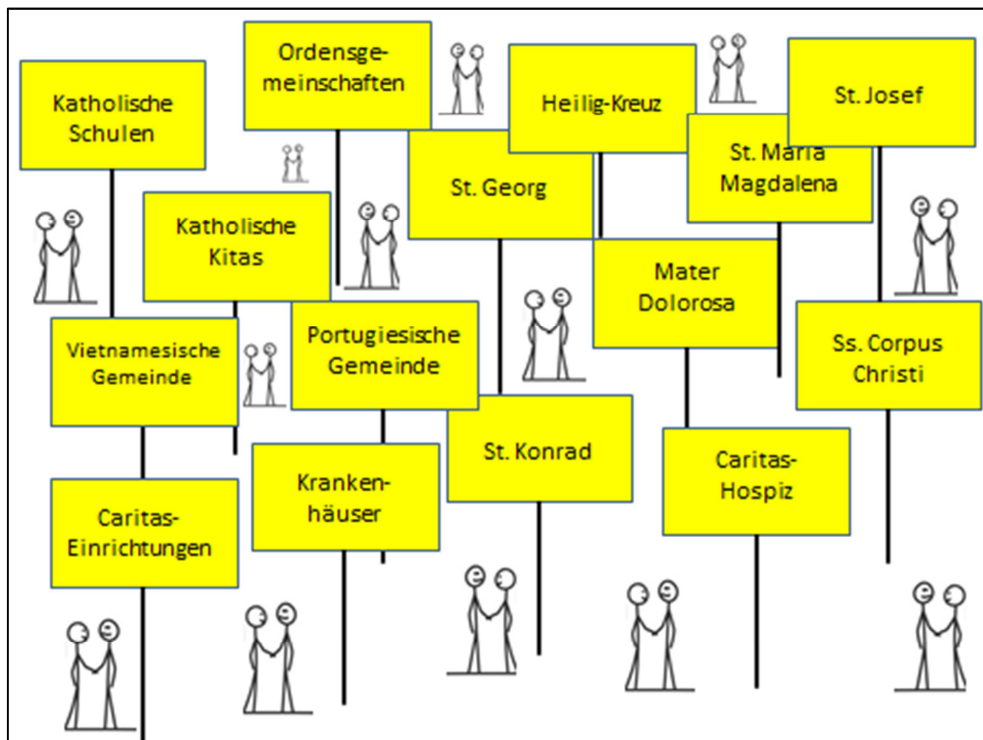 Katholische
Schulen
Ordensge-
meinschaften
Heilig-Kreuz
St. Josef
St. Georg
St. Maria
Magdalena
Katholische
Kitas
Mater
Dolorosa
Vietnamesische
Gemeinde
Portugiesische
Gemeinde
Ss. Corpus
Christi
St. Konrad
Caritas-
Hospiz
Kranken-
häuser
Caritas-
Einrichtungen